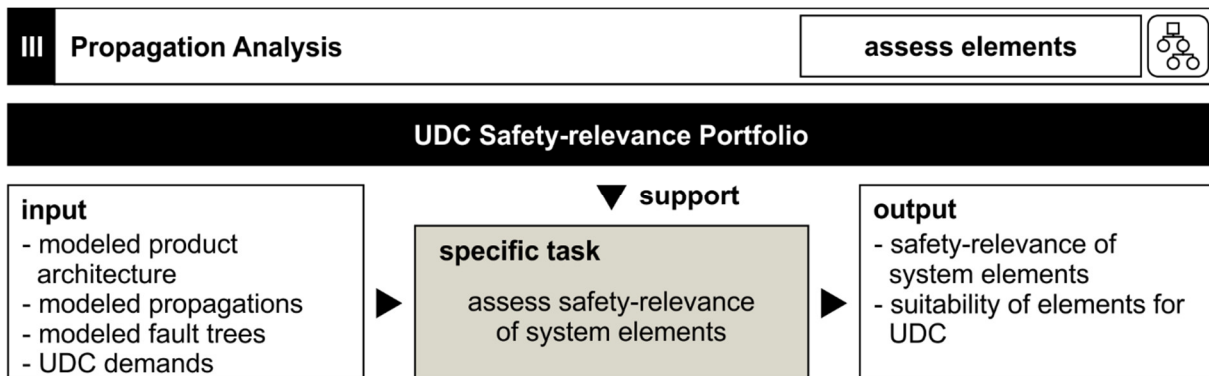 III Propagation Analysis assess elements
UDC Safety-relevance Portfolio
support
input
- modeled product
architecture
- modeled propagations
- modeled fault trees
- UDC demands
specific task
assess safety-relevance
of system elements
output
- safety-relevance of
system elements
- suitability of elements for
UDC